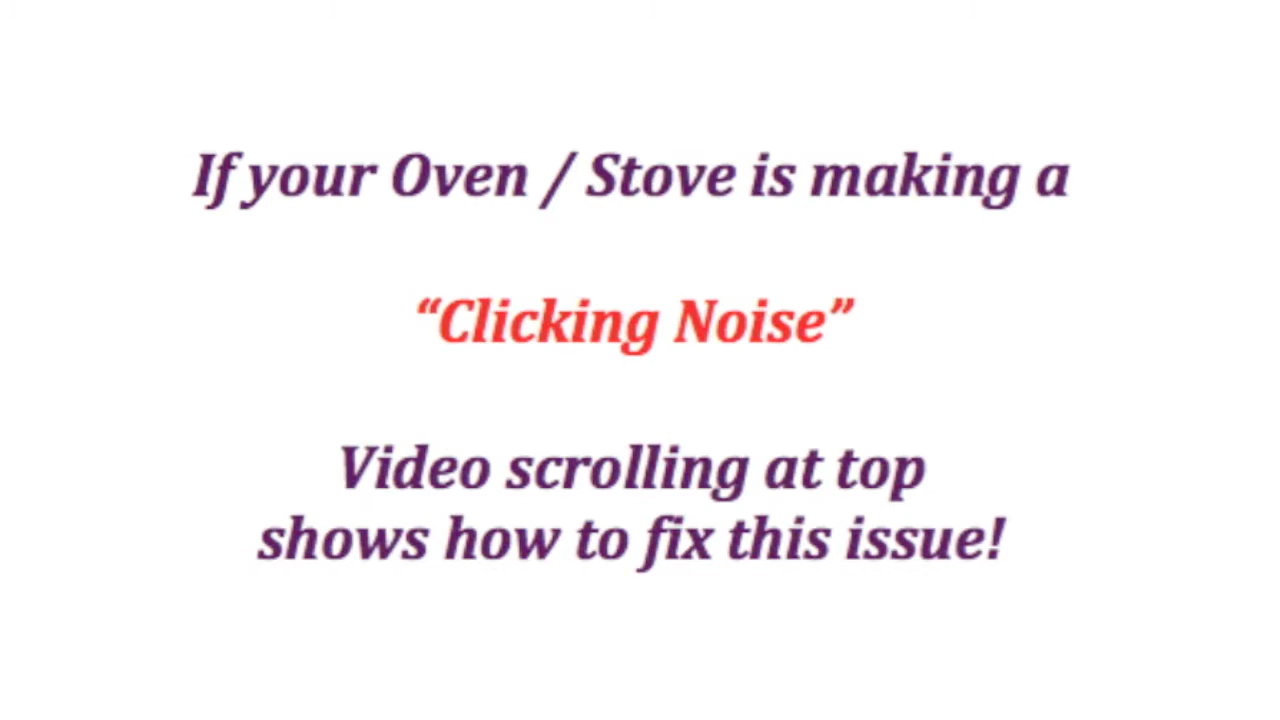 If your Oven / Stove is making a
“Clicking Noise”
Video scrolling at top
shows how to fix this issue!